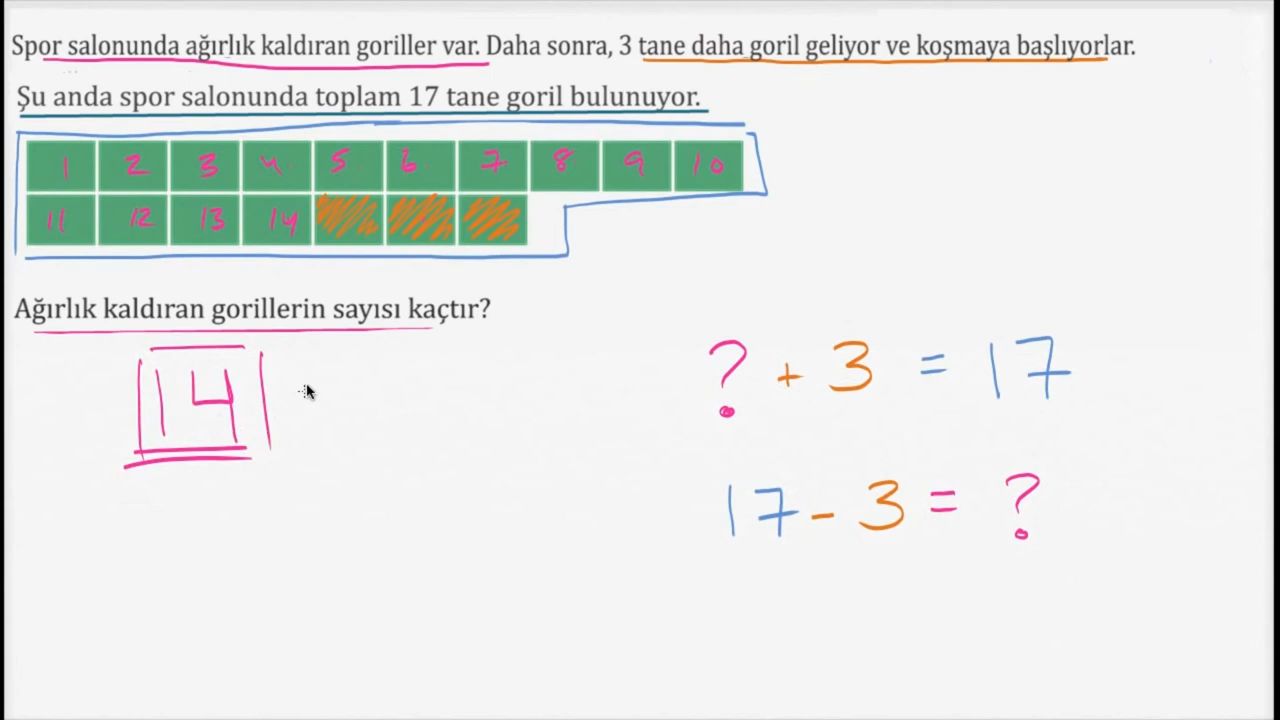 Spor salonunda ağırlık kaldıran goriller var. Daha sonra, 3 tane daha goril geliyor ve koşmaya başlıyorlar.
Şu anda spor salonunda toplam 17 tane goril bulunuyor.
1 2 3 4 5 6 7 8 9 10
11 12 13 14
Ağırlık kaldıran gorillerin sayısı kaçtır?
14
? + 3 = 17
17 - 3 = ?